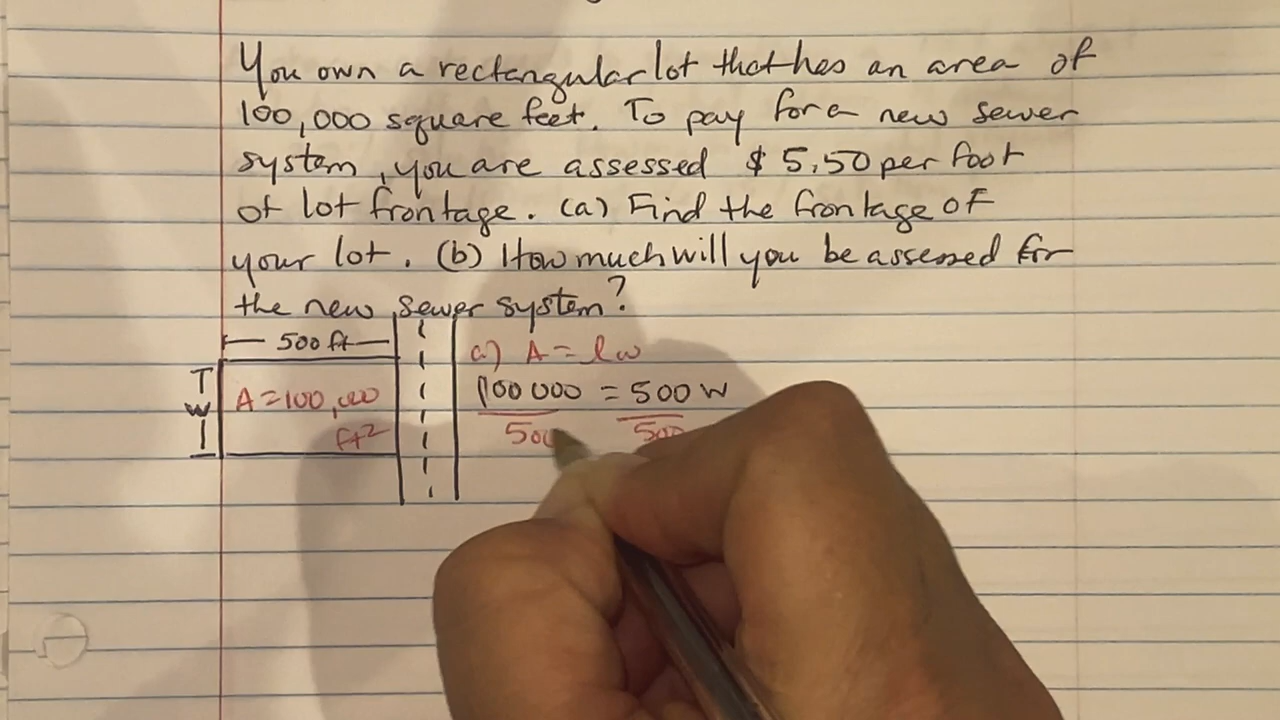 You own a rectangular lot that has an area of
100,000 square feet. To pay for a new sewer
system, you are assessed $5.50 per foot
of lot frontage. (a) Find the frontage of
your lot. (b) How much will you be assessed for
the new sewer system?
500 ft
a) A = lw
W
A = 100,000
ft²
100 000 = 500 W
500 500